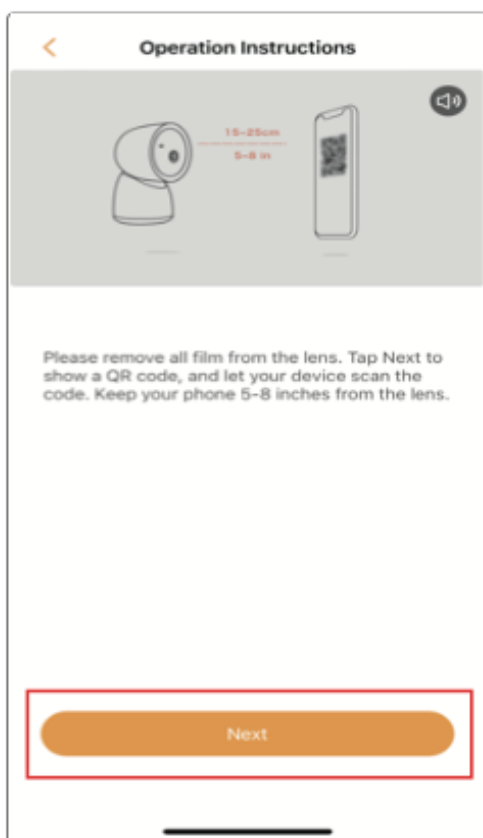 Operation Instructions
15-25cm
5-8 in
Please remove all film from the lens. Tap Next to
show a QR code, and let your device scan the
code. Keep your phone 5-8 inches from the lens.
Next